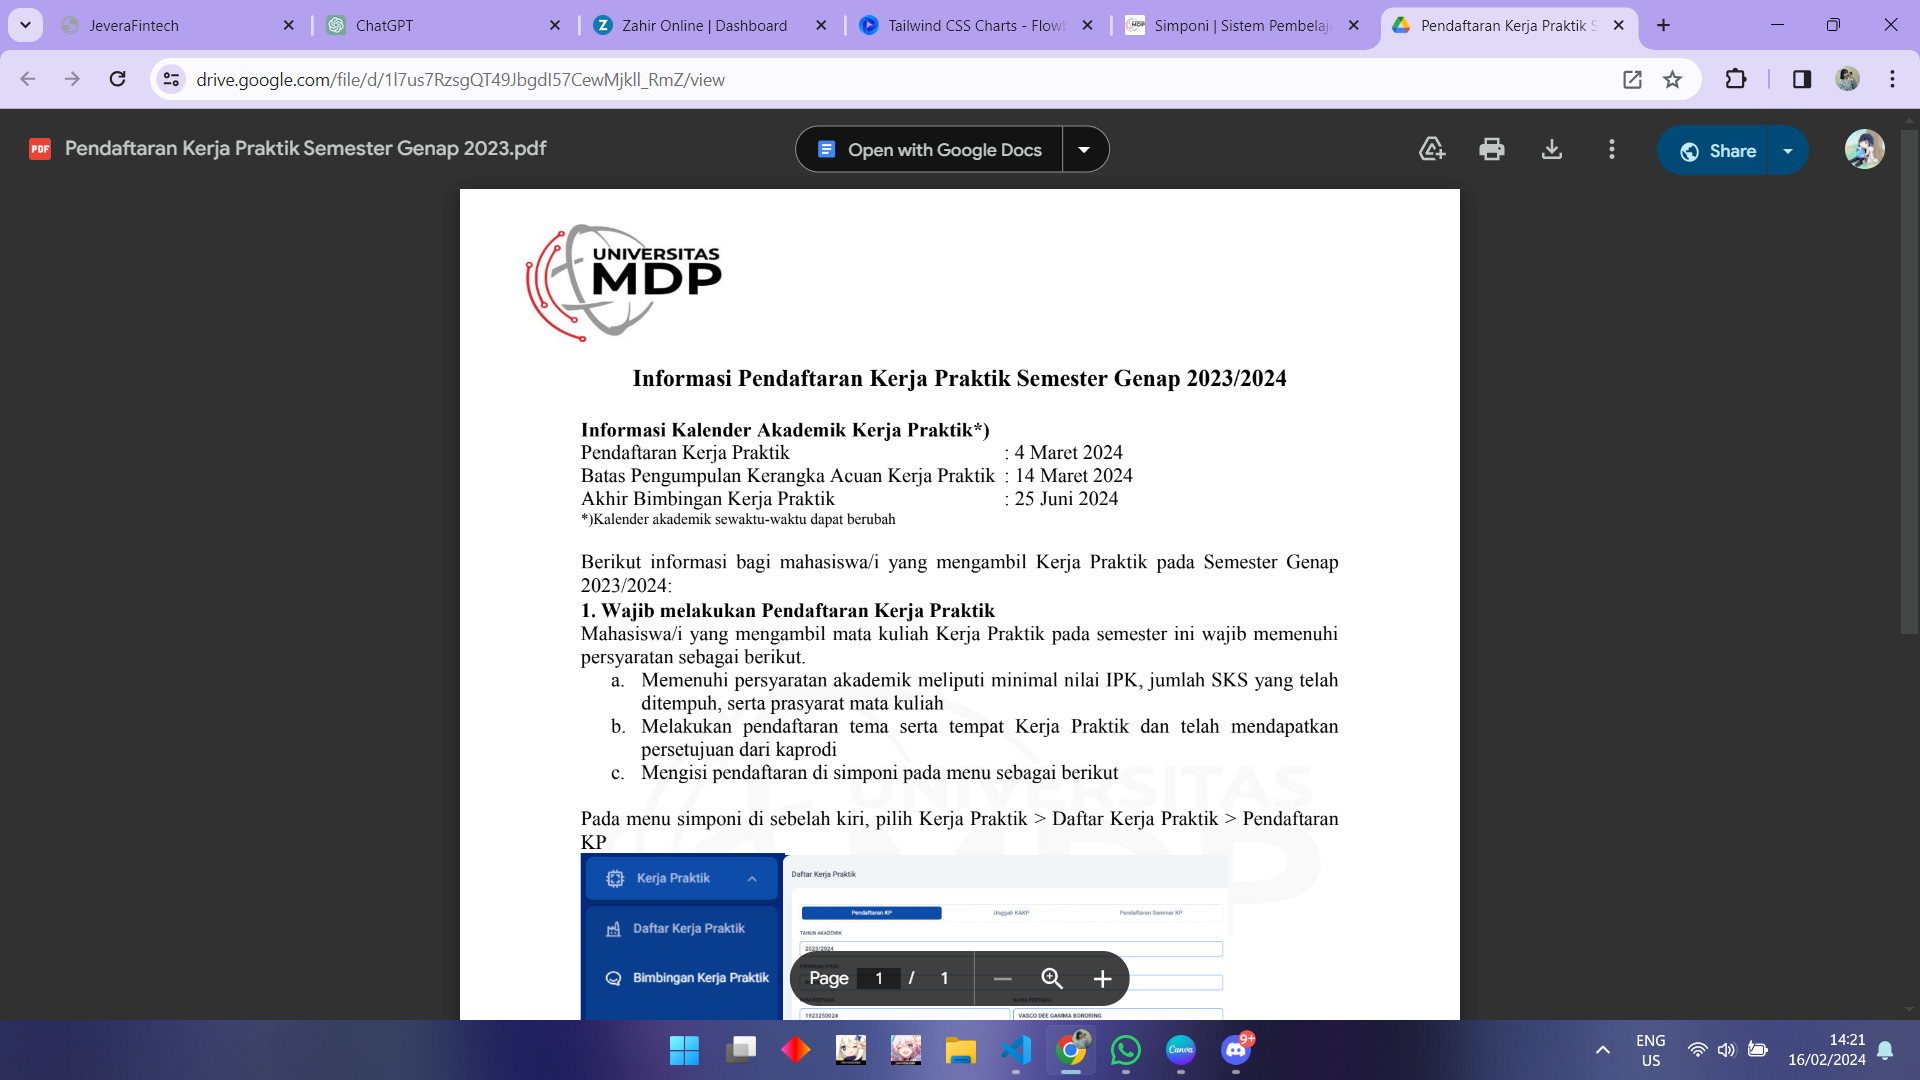 JeveraFintech
ChatGPT
Zahir Online | Dashboard
Tailwind CSS Charts - Flowb
Simponi | Sistem Pembelaja
Pendaftaran Kerja Praktik S
drive.google.com/file/d/1l7us7RzsgQT49JbgdI57CewMjkll_RmZ/view
PDF
Pendaftaran Kerja Praktik Semester Genap 2023.pdf
Open with Google Docs
Share
UNIVERSITAS
MDP
Informasi Pendaftaran Kerja Praktik Semester Genap 2023/2024
Informasi Kalender Akademik Kerja Praktik*)
Pendaftaran Kerja Praktik : 4 Maret 2024
Batas Pengumpulan Kerangka Acuan Kerja Praktik : 14 Maret 2024
Akhir Bimbingan Kerja Praktik : 25 Juni 2024
*)Kalender akademik sewaktu-waktu dapat berubah
Berikut informasi bagi mahasiswa/i yang mengambil Kerja Praktik pada Semester Genap
2023/2024:
1. Wajib melakukan Pendaftaran Kerja Praktik
Mahasiswa/i yang mengambil mata kuliah Kerja Praktik pada semester ini wajib memenuhi
persyaratan sebagai berikut.
a. Memenuhi persyaratan akademik meliputi minimal nilai IPK, jumlah SKS yang telah
ditempuh, serta prasyarat mata kuliah
b. Melakukan pendaftaran tema serta tempat Kerja Praktik dan telah mendapatkan
persetujuan dari kaprodi
c. Mengisi pendaftaran di simponi pada menu sebagai berikut
UNIVERSITAS
MDP
Pada menu simponi di sebelah kiri, pilih Kerja Praktik > Daftar Kerja Praktik > Pendaftaran
KP
Kerja Praktik
Daftar Kerja Praktik
Bimbingan Kerja Praktik
Daftar Kerja Praktik
Pendaftaran KP
Unggah KAKP
Pendaftaran Seminar KP
TAHUN AKADEMIK
2023/2024
1923250024
VASCO DEE GAMMA BORORING
Page 1 / 1
Canva
9+
ENG
US
14:21
16/02/2024